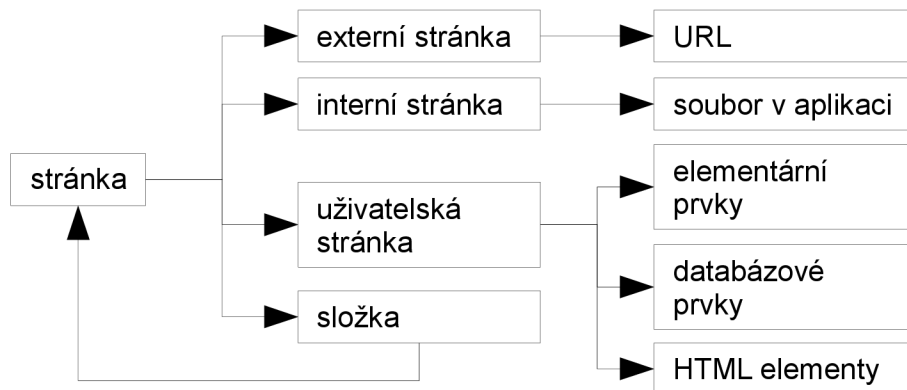 externí stránka
URL
interní stránka
soubor v aplikaci
stránka
uživatelská
stránka
elementární
prvky
databázové
prvky
složka
HTML elementy